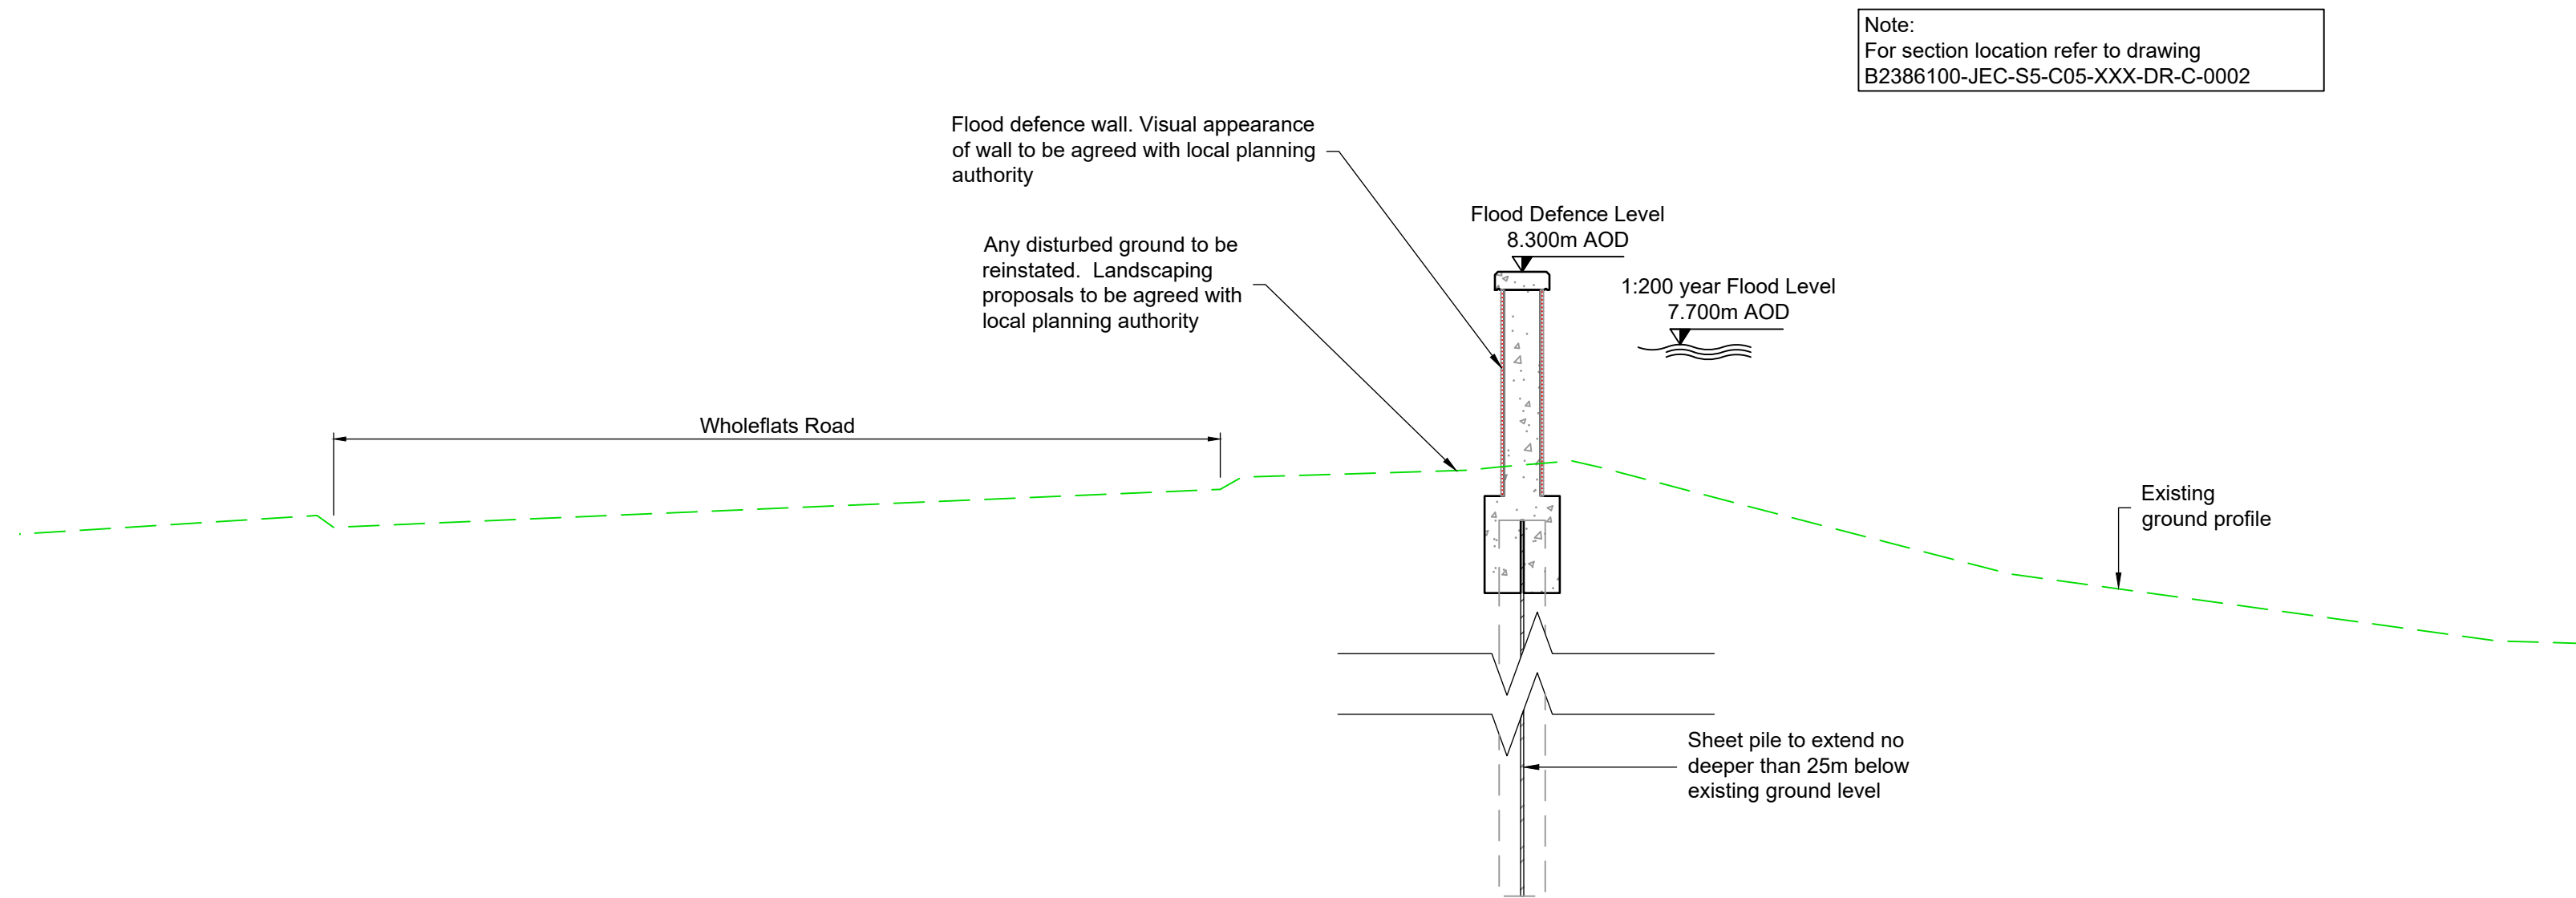 Note:
For section location refer to drawing
B2386100-JEC-S5-C05-XXX-DR-C-0002
Flood defence wall. Visual appearance
of wall to be agreed with local planning
authority
Flood Defence Level
8.300m AOD
Any disturbed ground to be
reinstated.  Landscaping
proposals to be agreed with
local planning authority
1:200 year Flood Level
7.700m AOD
Wholeflats Road
Existing
ground profile
Sheet pile to extend no
deeper than 25m below
existing ground level